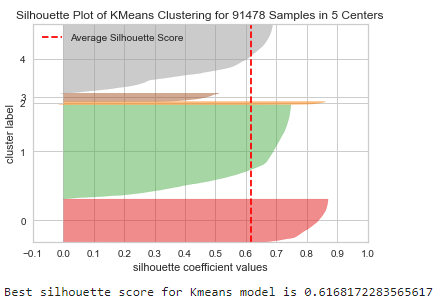 Silhouette Plot of KMeans Clustering for 91478 Samples in 5 Centers
Average Silhouette Score
4
3
2
1
0
cluster label
-0.1 0.0 0.1 0.2 0.3 0.4 0.5 0.6 0.7 0.8 0.9 1.0
silhouette coefficient values
Best silhouette score for Kmeans model is 0.6168172283565617